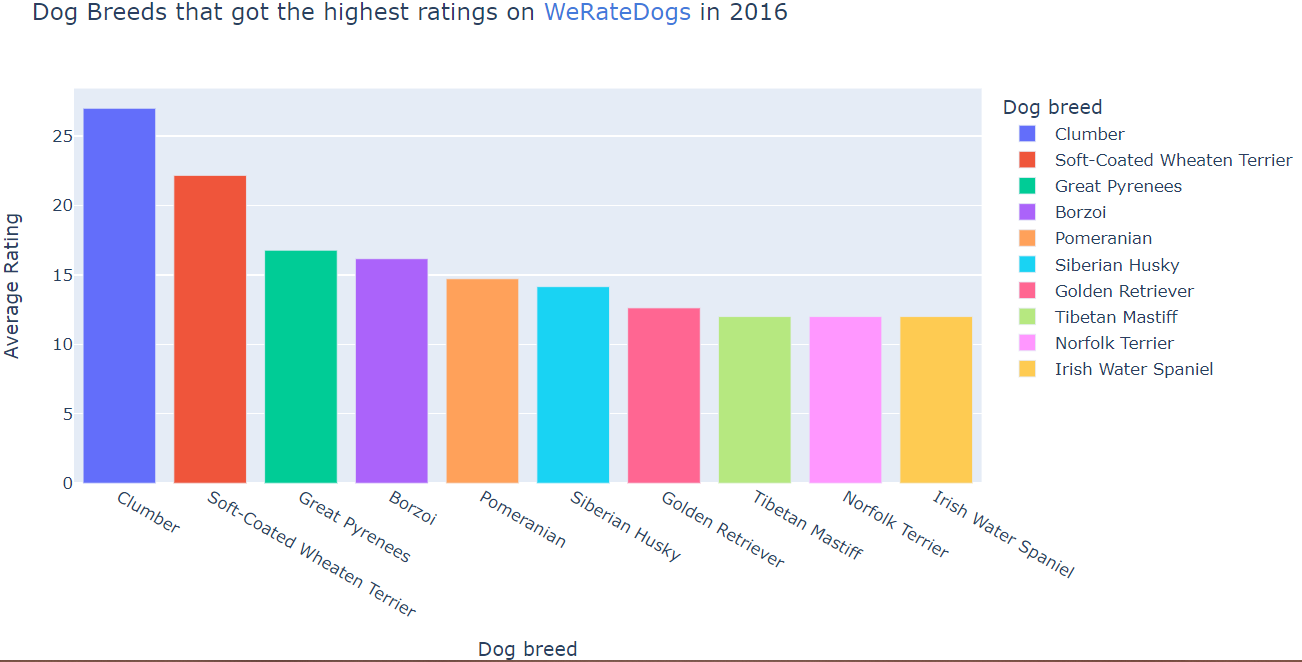 Dog Breeds that got the highest ratings on WeRateDogs in 2016
Average Rating
25
20
15
10
5
0
Clumber
Soft-Coated Wheaten Terrier
Great Pyrenees
Borzoi
Pomeranian
Siberian Husky
Golden Retriever
Tibetan Mastiff
Norfolk Terrier
Irish Water Spaniel
Dog breed
Dog breed
Clumber
Soft-Coated Wheaten Terrier
Great Pyrenees
Borzoi
Pomeranian
Siberian Husky
Golden Retriever
Tibetan Mastiff
Norfolk Terrier
Irish Water Spaniel